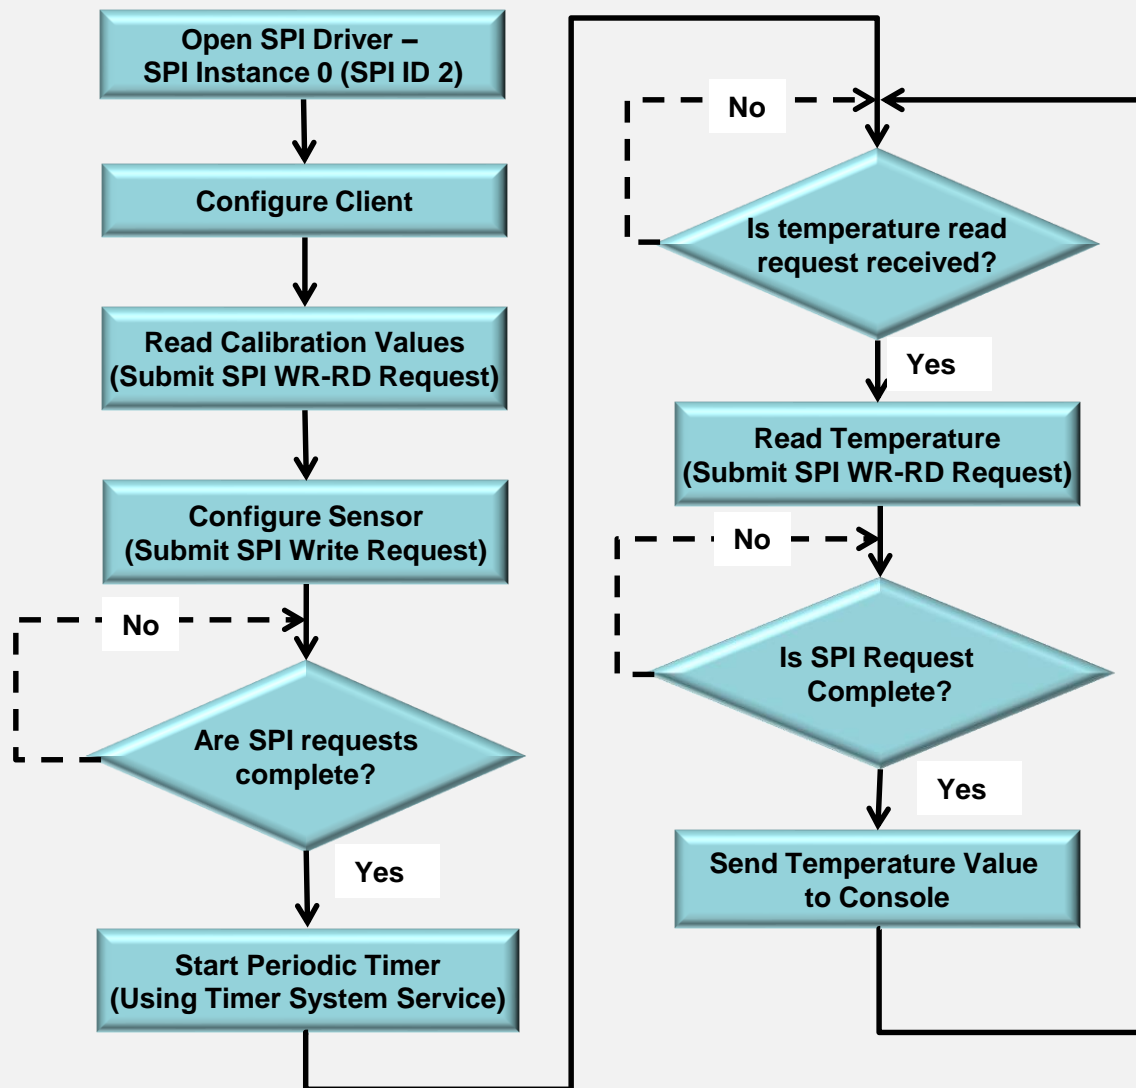 Open SPI Driver –
SPI Instance 0 (SPI ID 2)
Configure Client
Read Calibration Values
(Submit SPI WR-RD Request)
Configure Sensor
(Submit SPI Write Request)
No
Are SPI requests
complete?
Yes
Start Periodic Timer
(Using Timer System Service)
No
Is temperature read
request received?
Yes
Read Temperature
(Submit SPI WR-RD Request)
No
Is SPI Request
Complete?
Yes
Send Temperature Value
to Console